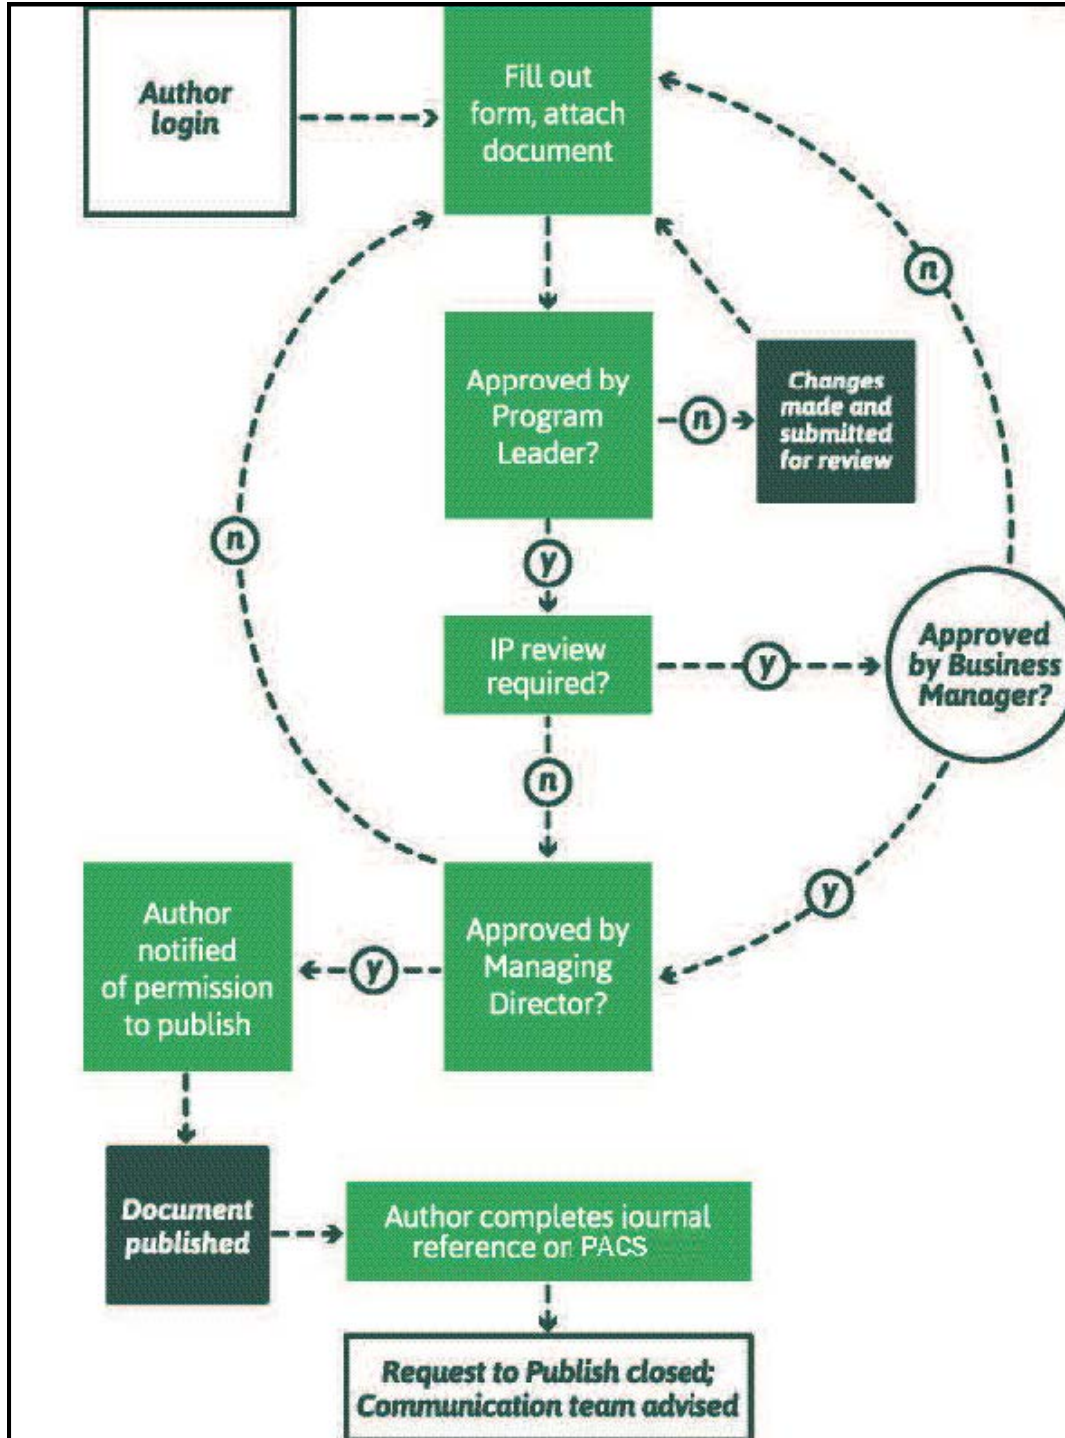 Author
login
Fill out
form, attach
document
n
Approved by
Program
Leader?
n
Changes
made and
submitted
for review
n
y
IP review
required?
y
Approved
by Business
Manager?
n
y
Author
notified
of permission
to publish
y
Approved by
Managing
Director?
Document
published
Author completes journal
reference on PACS
Request to Publish closed;
Communication team advised